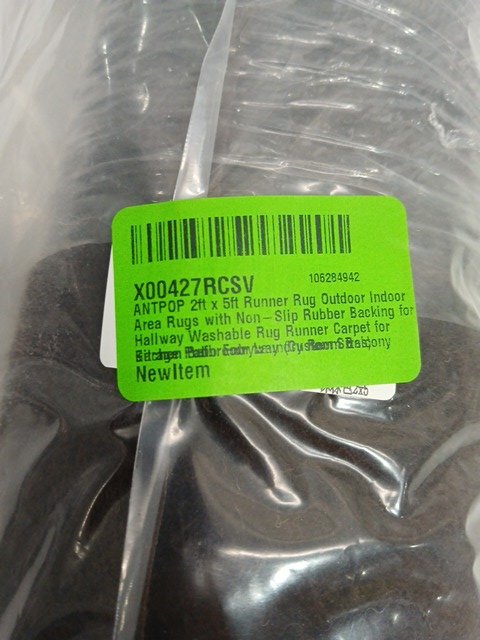 X00427RCSV 106284942
ANTPOP 2ft x 5ft Runner Rug Outdoor Indoor
Area Rugs with Non-Slip Rubber Backing for
Hallway Washable Rug Runner Carpet for
Balcony
NewItem